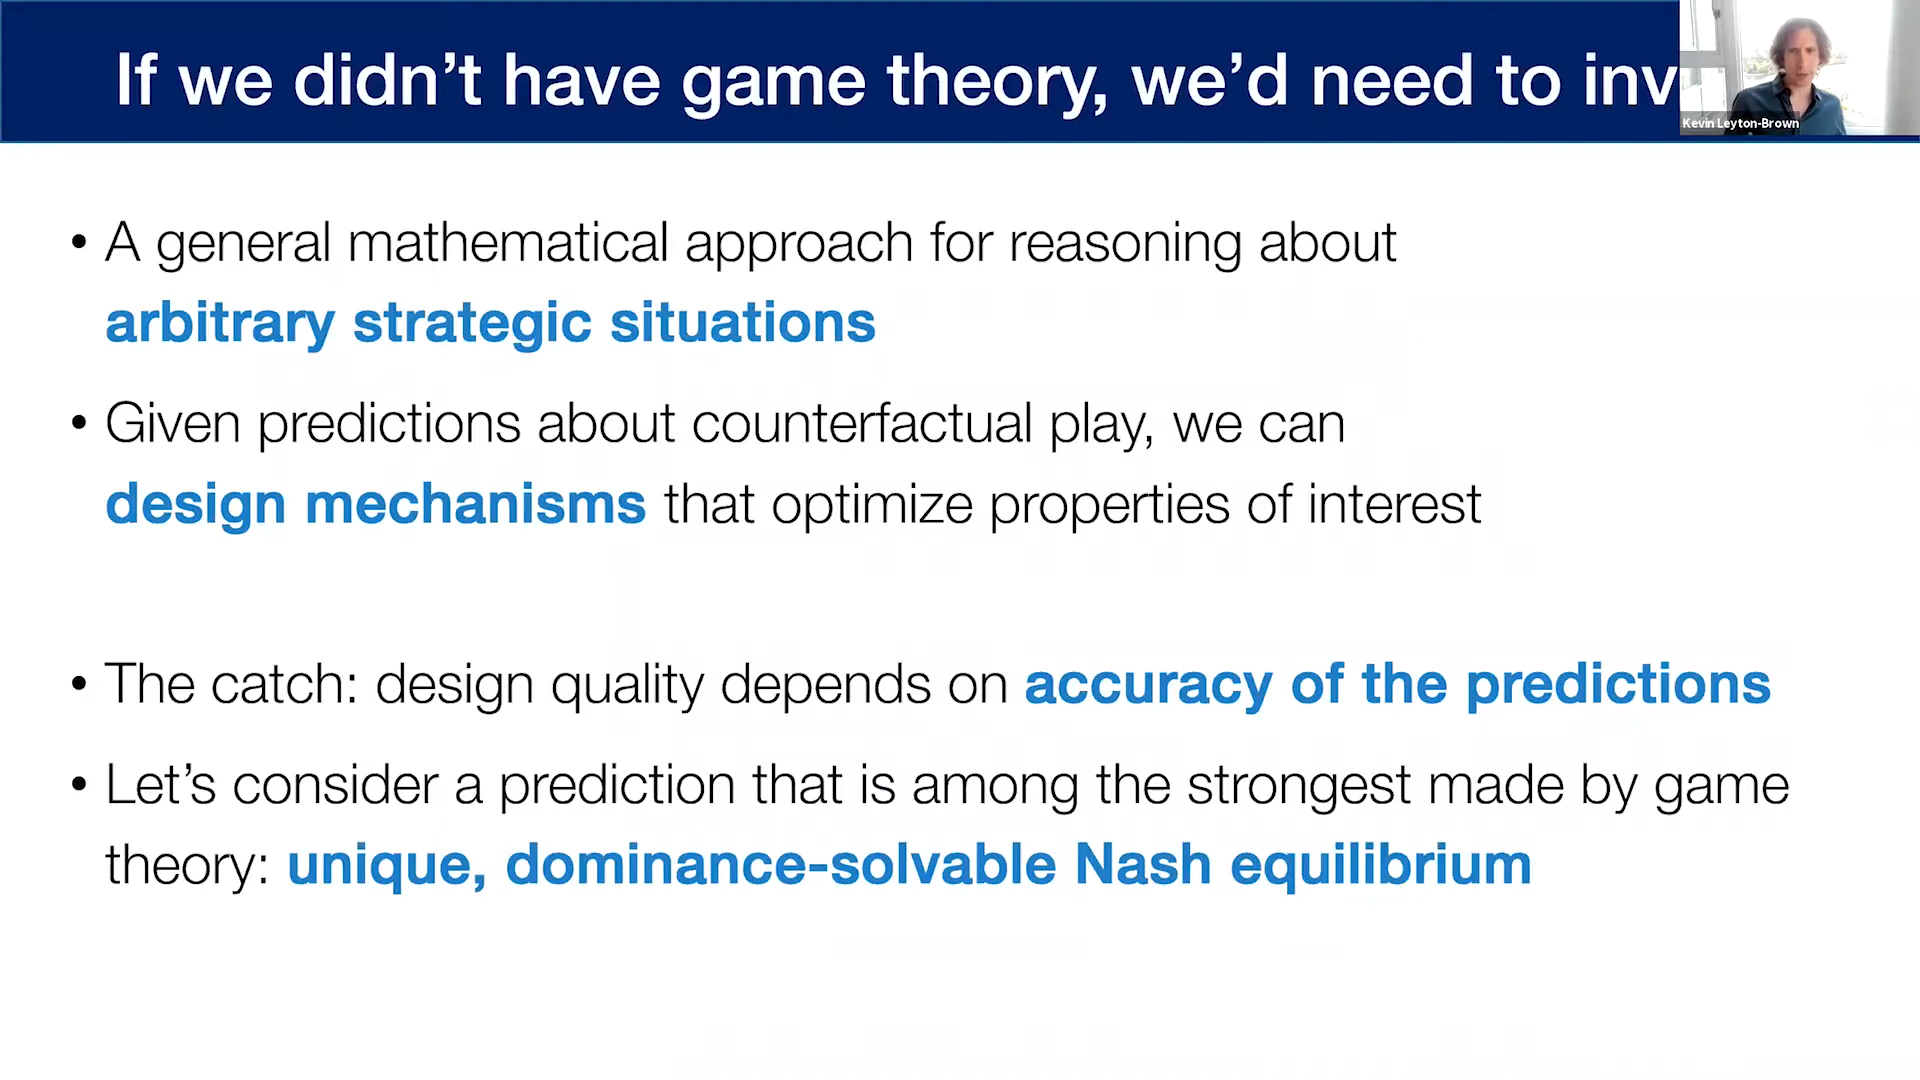 If we didn’t have game theory, we’d need to inv
Kevin Leyton-Brown
• A general mathematical approach for reasoning about
arbitrary strategic situations
• Given predictions about counterfactual play, we can
design mechanisms that optimize properties of interest
• The catch: design quality depends on accuracy of the predictions
• Let’s consider a prediction that is among the strongest made by game
theory: unique, dominance-solvable Nash equilibrium